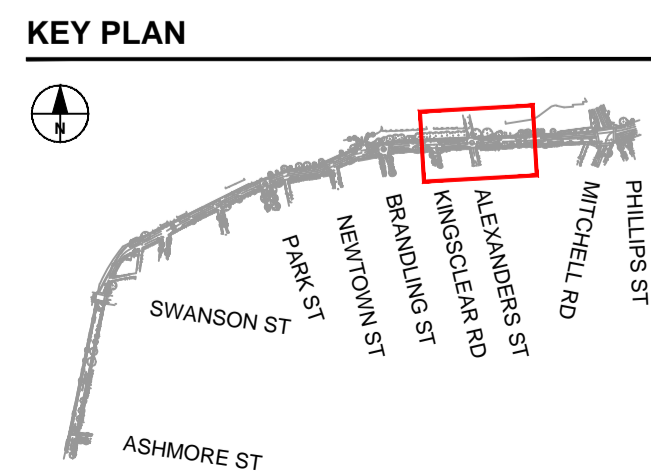 KEY PLAN
N
SWANSON ST
PARK ST
NEWTOWN ST
BRANDLING ST
KINGSCLEAR RD
ALEXANDERS ST
MITCHELL RD
PHILLIPS ST
ASHMORE ST